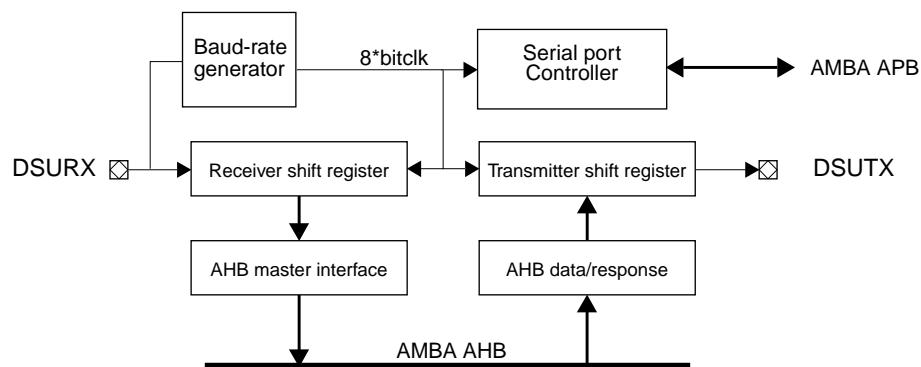 Baud-rate
generator
8*bitclk
Serial port
Controller
AMBA APB
DSURX
Receiver shift register
Transmitter shift register
DSUTX
AHB master interface
AHB data/response
AMBA AHB